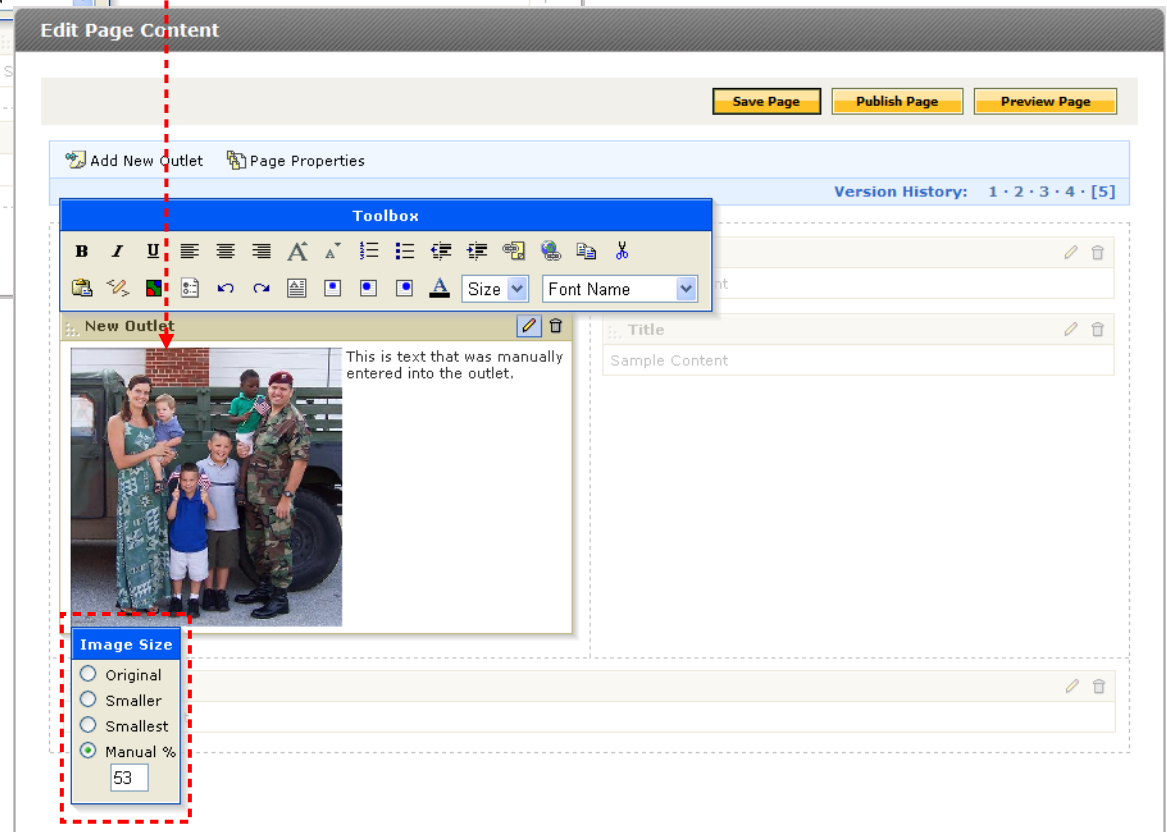 Edit Page Content
Save Page
Publish Page
Preview Page
Add New Outlet
Page Properties
Version History: 1 · 2 · 3 · 4 · [5]
Toolbox
B I U
Size
Font Name
New Outlet
This is text that was manually
entered into the outlet.
Title
Sample Content
Image Size
Original
Smaller
Smallest
Manual %
53